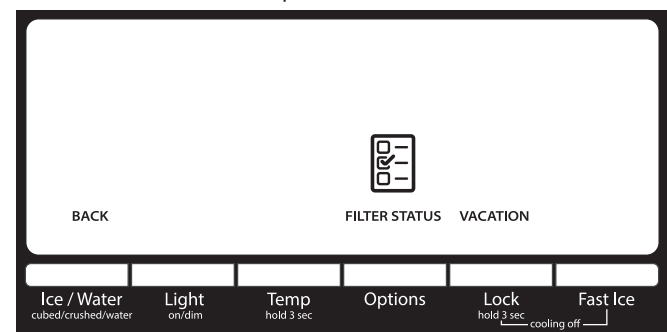 BACK FILTER STATUS VACATION
Ice / Water Light Temp Options Lock Fast Ice
cubed/crushed/water on/dim hold 3 sec hold 3 sec
cooling off